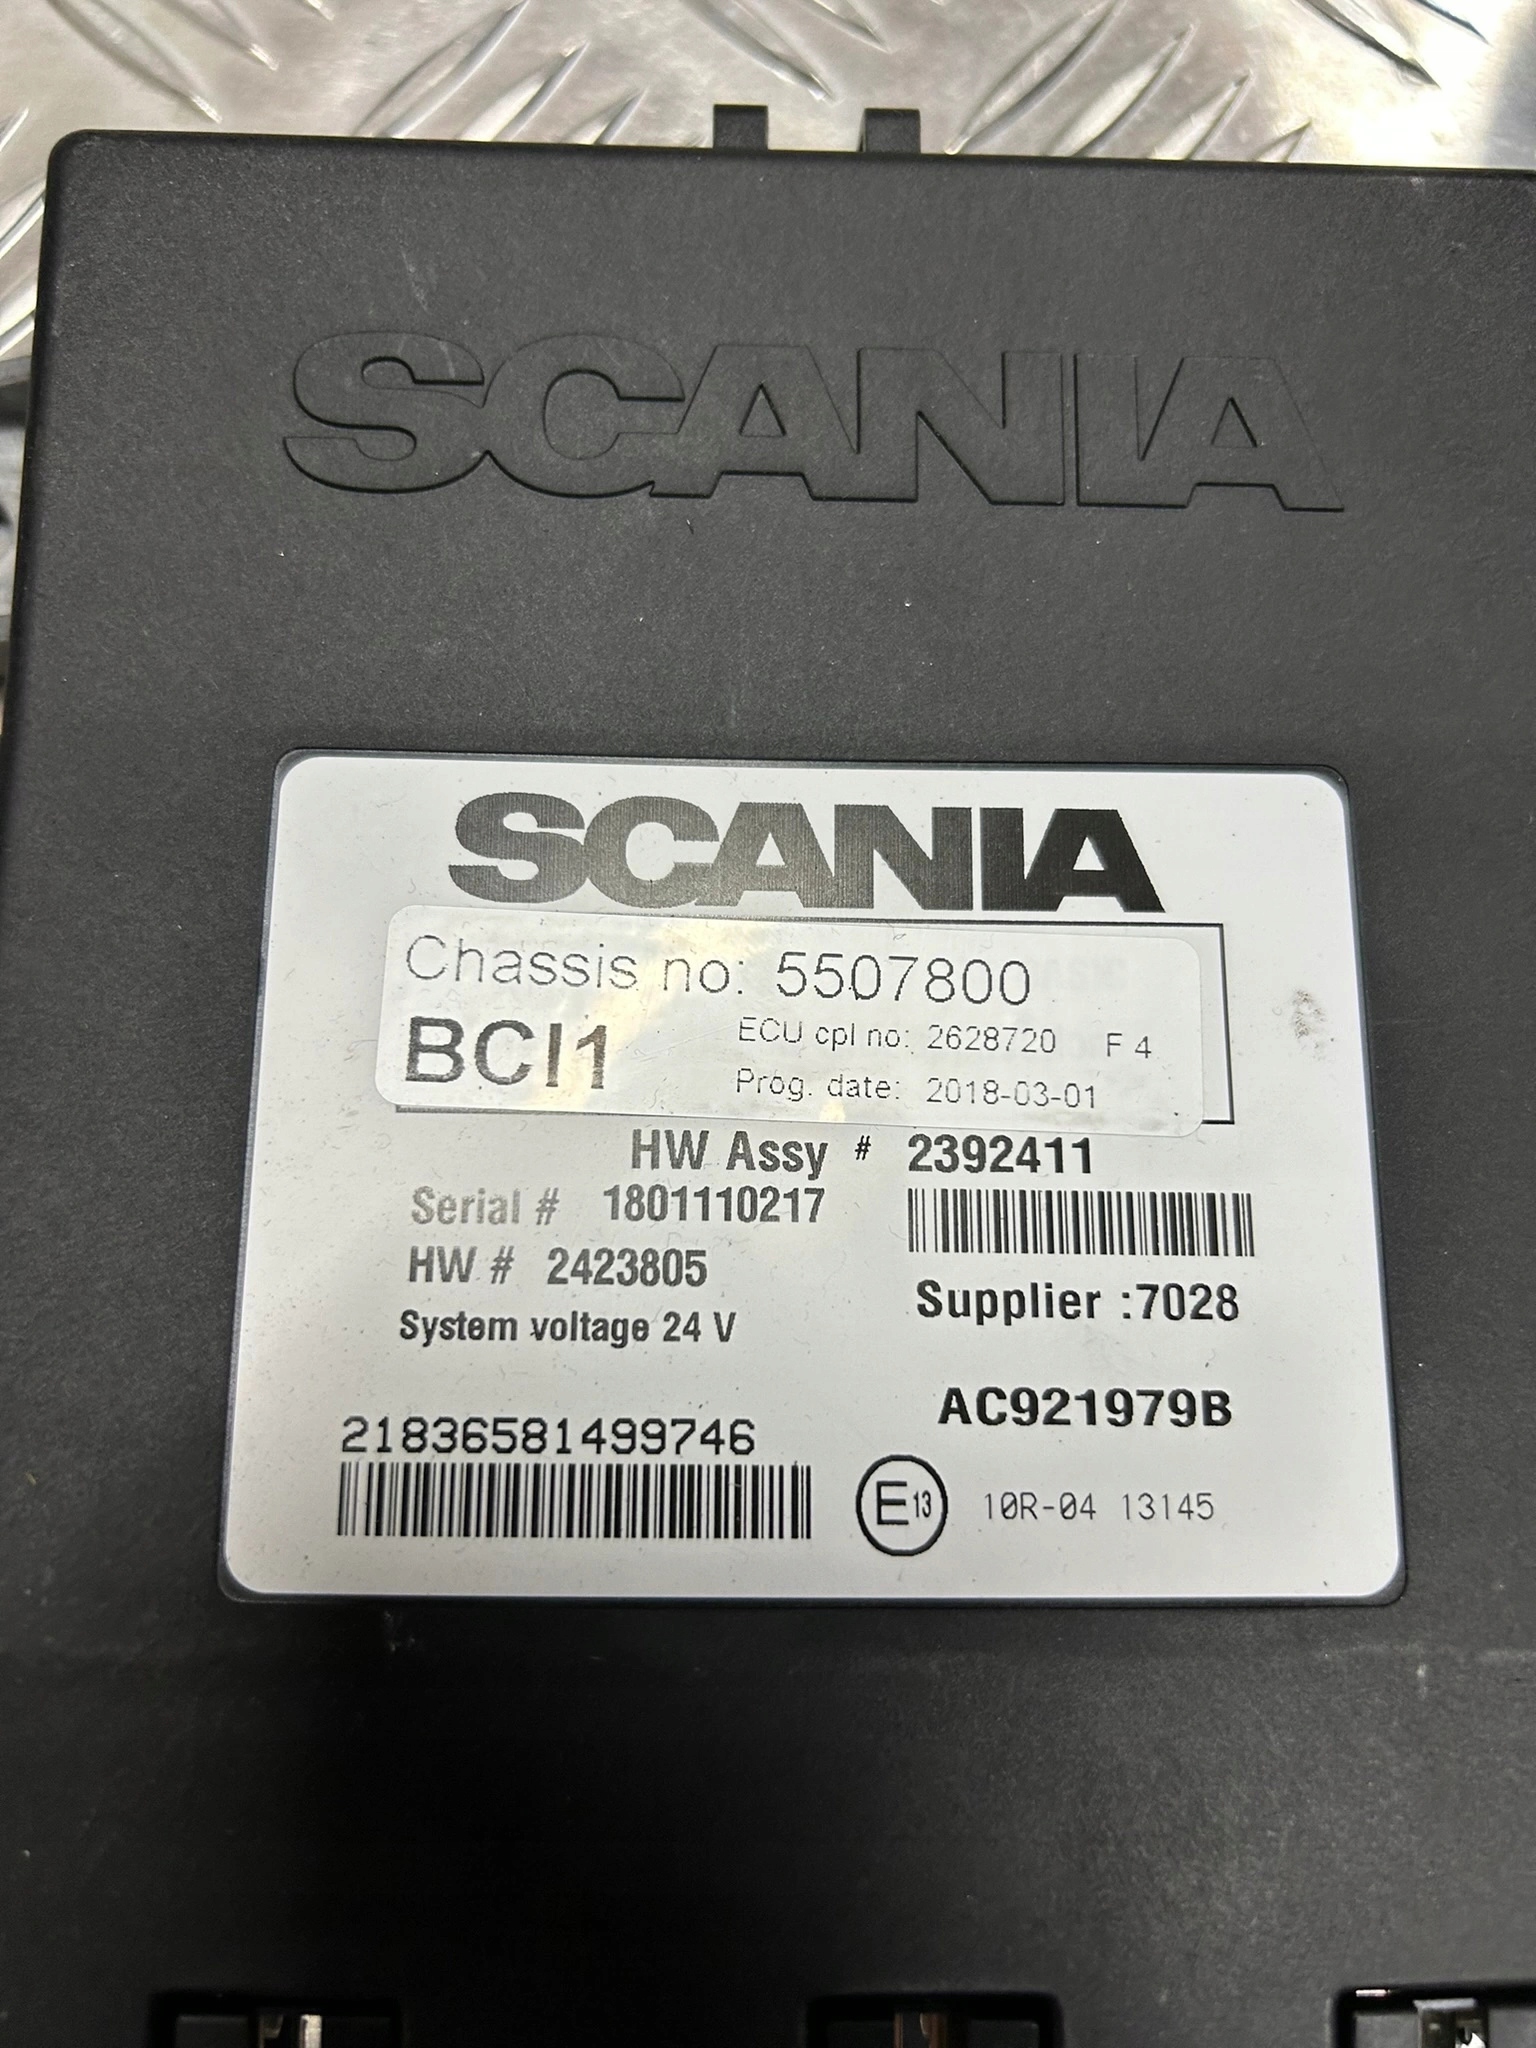 SCANIA
SCANIA
Chassis no: 5507800
BCI1
ECU cpl no: 2628720 F 4
Prog. date: 2018-03-01
HW Assy # 2392411
Serial # 1801110217
HW # 2423805
Supplier :7028
System voltage 24 V
AC921979B
21836581499746
E13 10R-04 13145